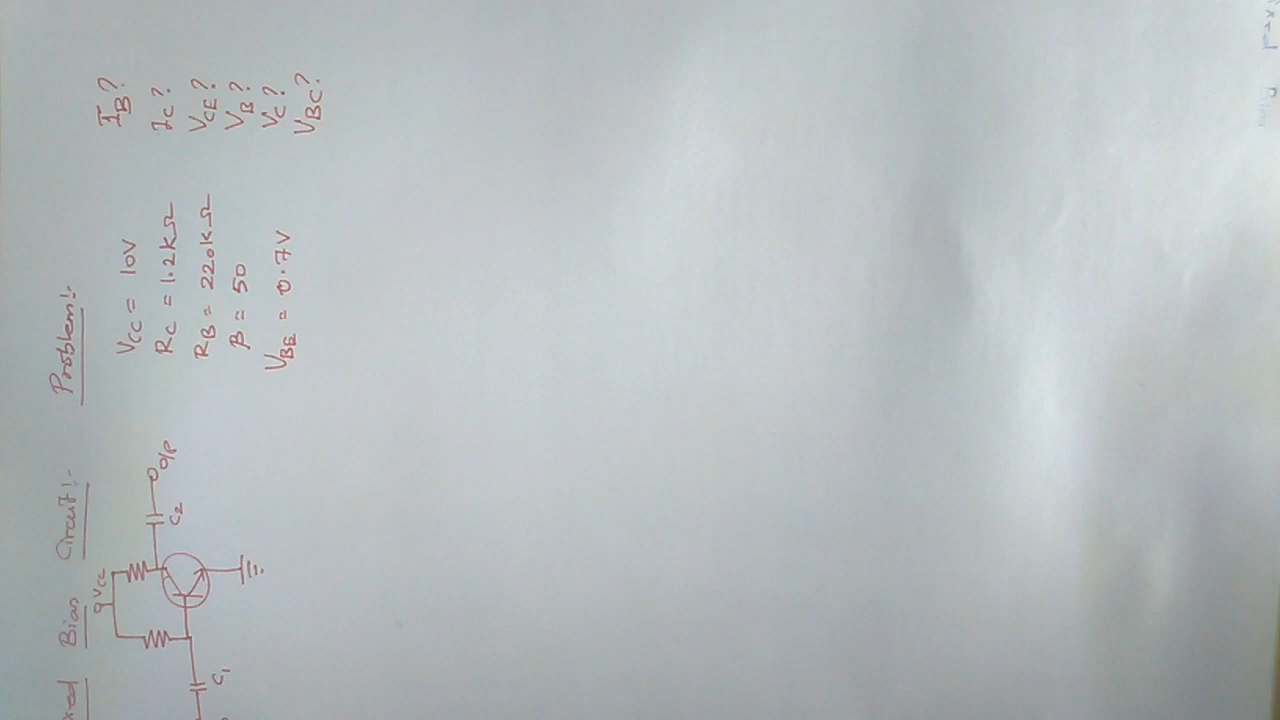 Bias Circuit:-
Problem:-
VCC
C1
C2
O/P
VCC = 10V
RC = 1.2KΩ
RB = 220KΩ
β = 50
VBE = 0.7V
IB?
IC?
VCE?
VB?
VC?
VBC?